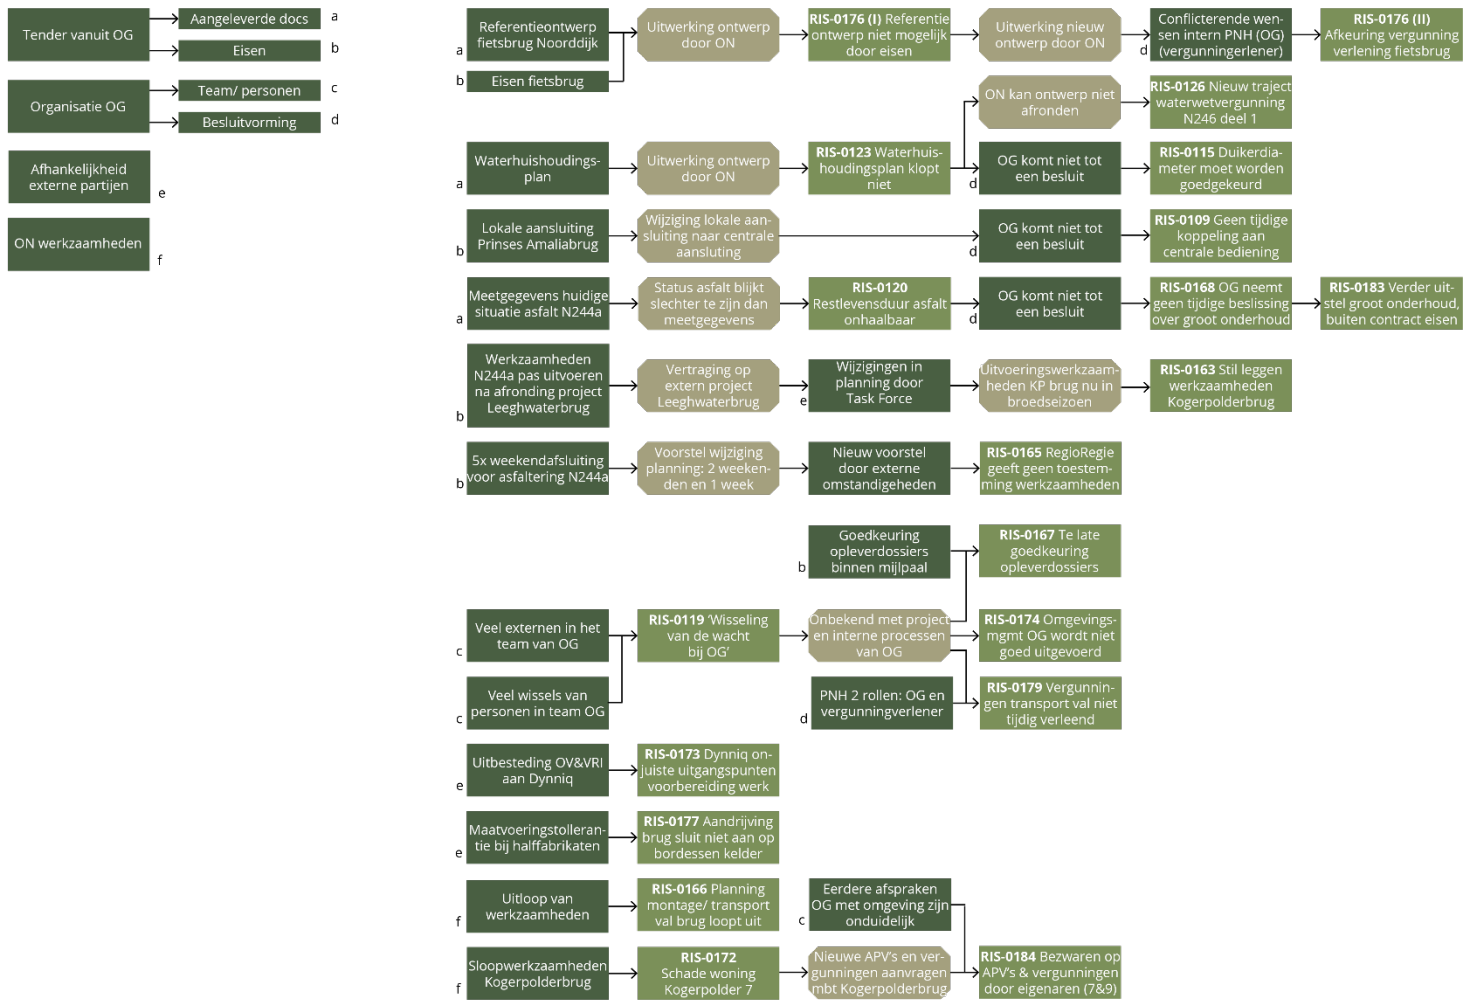 Tender vanuit OG
Aangeleverde docs
a
Eisen
b
Organisatie OG
Team/ personen
c
Besluitvorming
d
Afhankelijkheid
externe partijen
e
ON werkzaamheden
f
Referentieontwerp
fietsbrug Noorddijk
a
Eisen fietsbrug
b
Uitwerking ontwerp
door ON
RIS-0176 (I) Referentie
ontwerp niet mogelijk
door eisen
Uitwerking nieuw
ontwerp door ON
Conflicterende wen-
sen intern PNH (OG)
(vergunningerlener)
d
RIS-0176 (II)
Afkeuring vergunning
verlening fietsbrug
ON kan ontwerp niet
afronden
RIS-0126 Nieuw traject
waterwetvergunning
N246 deel 1
Waterhuishoudings-
plan
a
Uitwerking ontwerp
door ON
RIS-0123 Waterhuis-
houdingsplan klopt
niet
OG komt niet tot
een besluit
d
RIS-0115 Duikerdia-
meter moet worden
goedgekeurd
Lokale aansluiting
Prinses Amaliabrug
b
Wijziging lokale aan-
sluiting naar centrale
aansluting
OG komt niet tot
een besluit
d
RIS-0109 Geen tijdige
koppeling aan
centrale bediening
Meetgegevens huidige
situatie asfalt N244a
a
Status asfalt blijkt
slechter te zijn dan
meetgegevens
RIS-0120
Restlevensduur asfalt
onhaalbaar
OG komt niet tot
een besluit
d
RIS-0168 OG neemt
geen tijdige beslissing
over groot onderhoud
RIS-0183 Verder uit-
stel groot onderhoud,
buiten contract eisen
Werkzaamheden
N244a pas uitvoeren
na afronding project
Leeghwaterbrug
b
Vertraging op
extern project
Leeghwaterbrug
Wijzigingen in
planning door
Task Force
e
Uitvoeringswerkzaam-
heden KP brug nu in
broedseizoen
RIS-0163 Stil leggen
werkzaamheden
Kogerpolderbrug
5x weekendafsluiting
voor asfaltering N244a
b
Voorstel wijziging
planning: 2 weeken-
den en 1 week
Nieuw voorstel
door externe
omstandigeheden
RIS-0165 RegioRegie
geeft geen toestem-
ming werkzaamheden
Goedkeuring
opleverdossiers
binnen mijlpaal
b
RIS-0167 Te late
goedkeuring
opleverdossiers
Veel externen in het
team van OG
c
RIS-0119 ‘Wisseling
van de wacht
bij OG’
Onbekend met project
en interne processen
van OG
RIS-0174 Omgevings-
mgmt OG wordt niet
goed uitgevoerd
Veel wissels van
personen in team OG
c
PNH 2 rollen: OG en
vergunningverlener
d
RIS-0179 Vergunnin-
gen transport val niet
tijdig verleend
Uitbesteding OV&VRI
aan Dynniq
e
RIS-0173 Dynniq on-
juiste uitgangspunten
voorbereiding werk
Maatvoeringstolleran-
tie bij halffabrikaten
e
RIS-0177 Aandrijving
brug sluit niet aan op
bordessen kelder
Uitloop van
werkzaamheden
f
RIS-0166 Planning
montage/ transport
val brug loopt uit
Eerdere afspraken
OG met omgeving zijn
onduidelijk
c
Sloopwerkzaamheden
Kogerpolderbrug
f
RIS-0172
Schade woning
Kogerpolder 7
Nieuwe APV’s en ver-
gunningen aanvragen
mbt Kogerpolderbrug
RIS-0184 Bezwaren op
APV’s & vergunningen
door eigenaren (7&9)